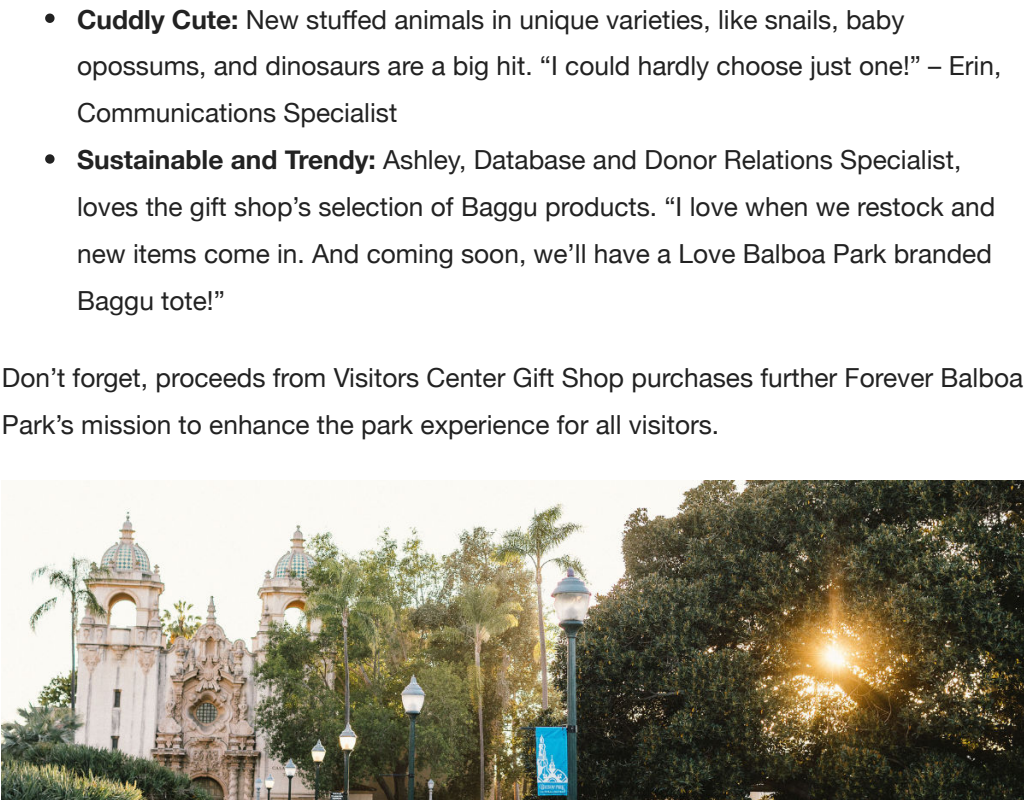 • Cuddly Cute: New stuffed animals in unique varieties, like snails, baby
opossums, and dinosaurs are a big hit. “I could hardly choose just one!” – Erin,
Communications Specialist
• Sustainable and Trendy: Ashley, Database and Donor Relations Specialist,
loves the gift shop’s selection of Baggu products. “I love when we restock and
new items come in. And coming soon, we’ll have a Love Balboa Park branded
Baggu tote!”
Don’t forget, proceeds from Visitors Center Gift Shop purchases further Forever Balboa
Park’s mission to enhance the park experience for all visitors.